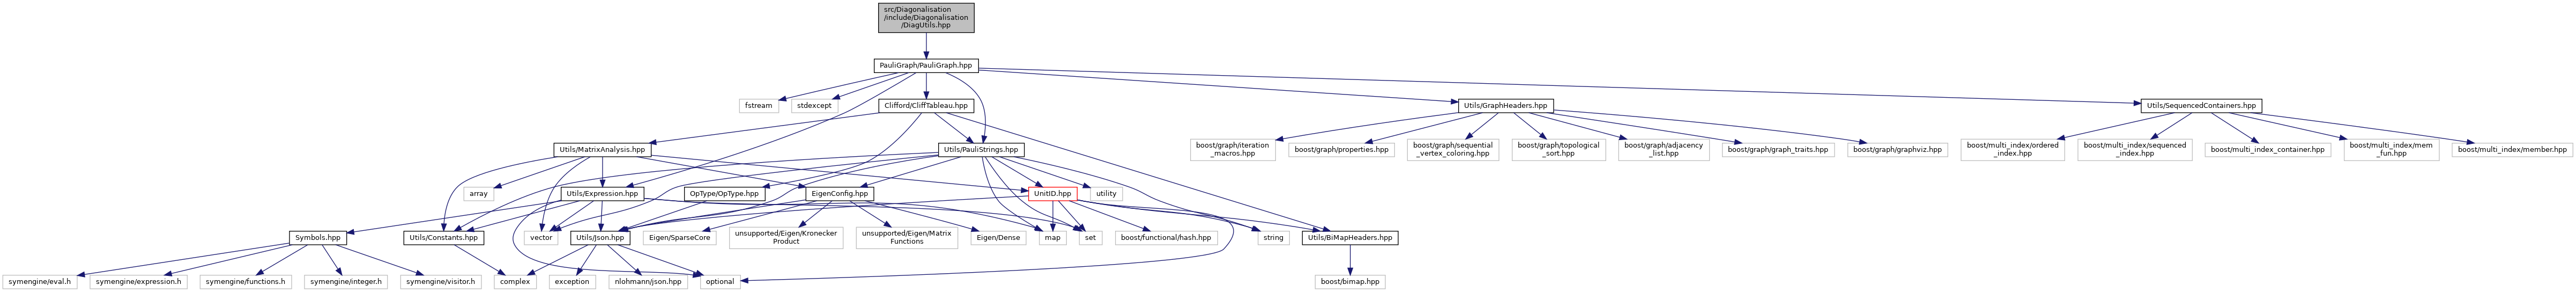 src/Diagonalisation
/include/Diagonalisation
/DiagUtils.hpp
PauliGraph/PauliGraph.hpp
fstream
stdexcept
Clifford/CliffTableau.hpp
Utils/GraphHeaders.hpp
Utils/SequencedContainers.hpp
Utils/MatrixAnalysis.hpp
Utils/PauliStrings.hpp
boost/graph/iteration
_macros.hpp
boost/graph/properties.hpp
boost/graph/sequential
_vertex_coloring.hpp
boost/graph/topological
_sort.hpp
boost/graph/adjacency
_list.hpp
boost/graph/graph_traits.hpp
boost/graph/graphviz.hpp
boost/multi_index/ordered
_index.hpp
boost/multi_index/sequenced
_index.hpp
boost/multi_index_container.hpp
boost/multi_index/mem
_fun.hpp
boost/multi_index/member.hpp
array
Utils/Expression.hpp
OpType/OpType.hpp
EigenConfig.hpp
UnitID.hpp
utility
Symbols.hpp
Utils/Constants.hpp
vector
Utils/Json.hpp
Eigen/SparseCore
unsupported/Eigen/Kronecker
Product
unsupported/Eigen/Matrix
Functions
Eigen/Dense
map
set
boost/functional/hash.hpp
string
Utils/BiMapHeaders.hpp
symengine/eval.h
symengine/expression.h
symengine/functions.h
symengine/integer.h
symengine/visitor.h
complex
exception
nlohmann/json.hpp
optional
boost/bimap.hpp